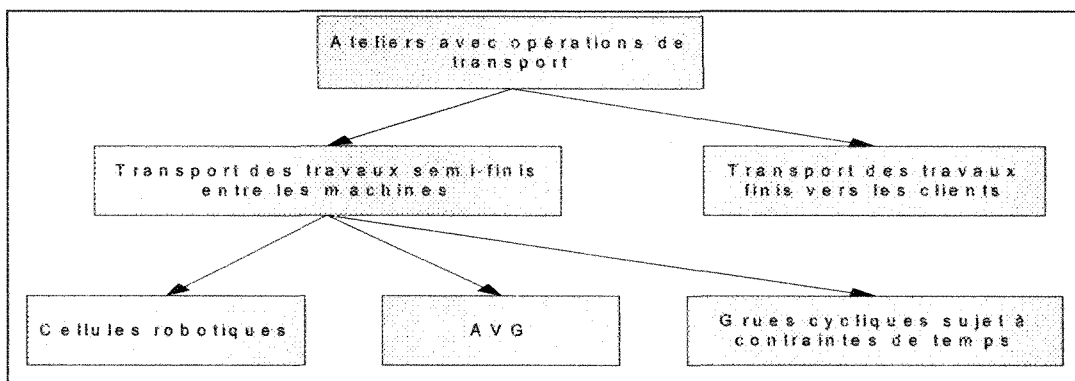 Ateliers avec opérations de
transport
Transport des travaux semi-finis
entre les machines
Transport des travaux
finis vers les clients
Cellules robotiques
AVG
Grues cycliques sujet à
contraintes de temps